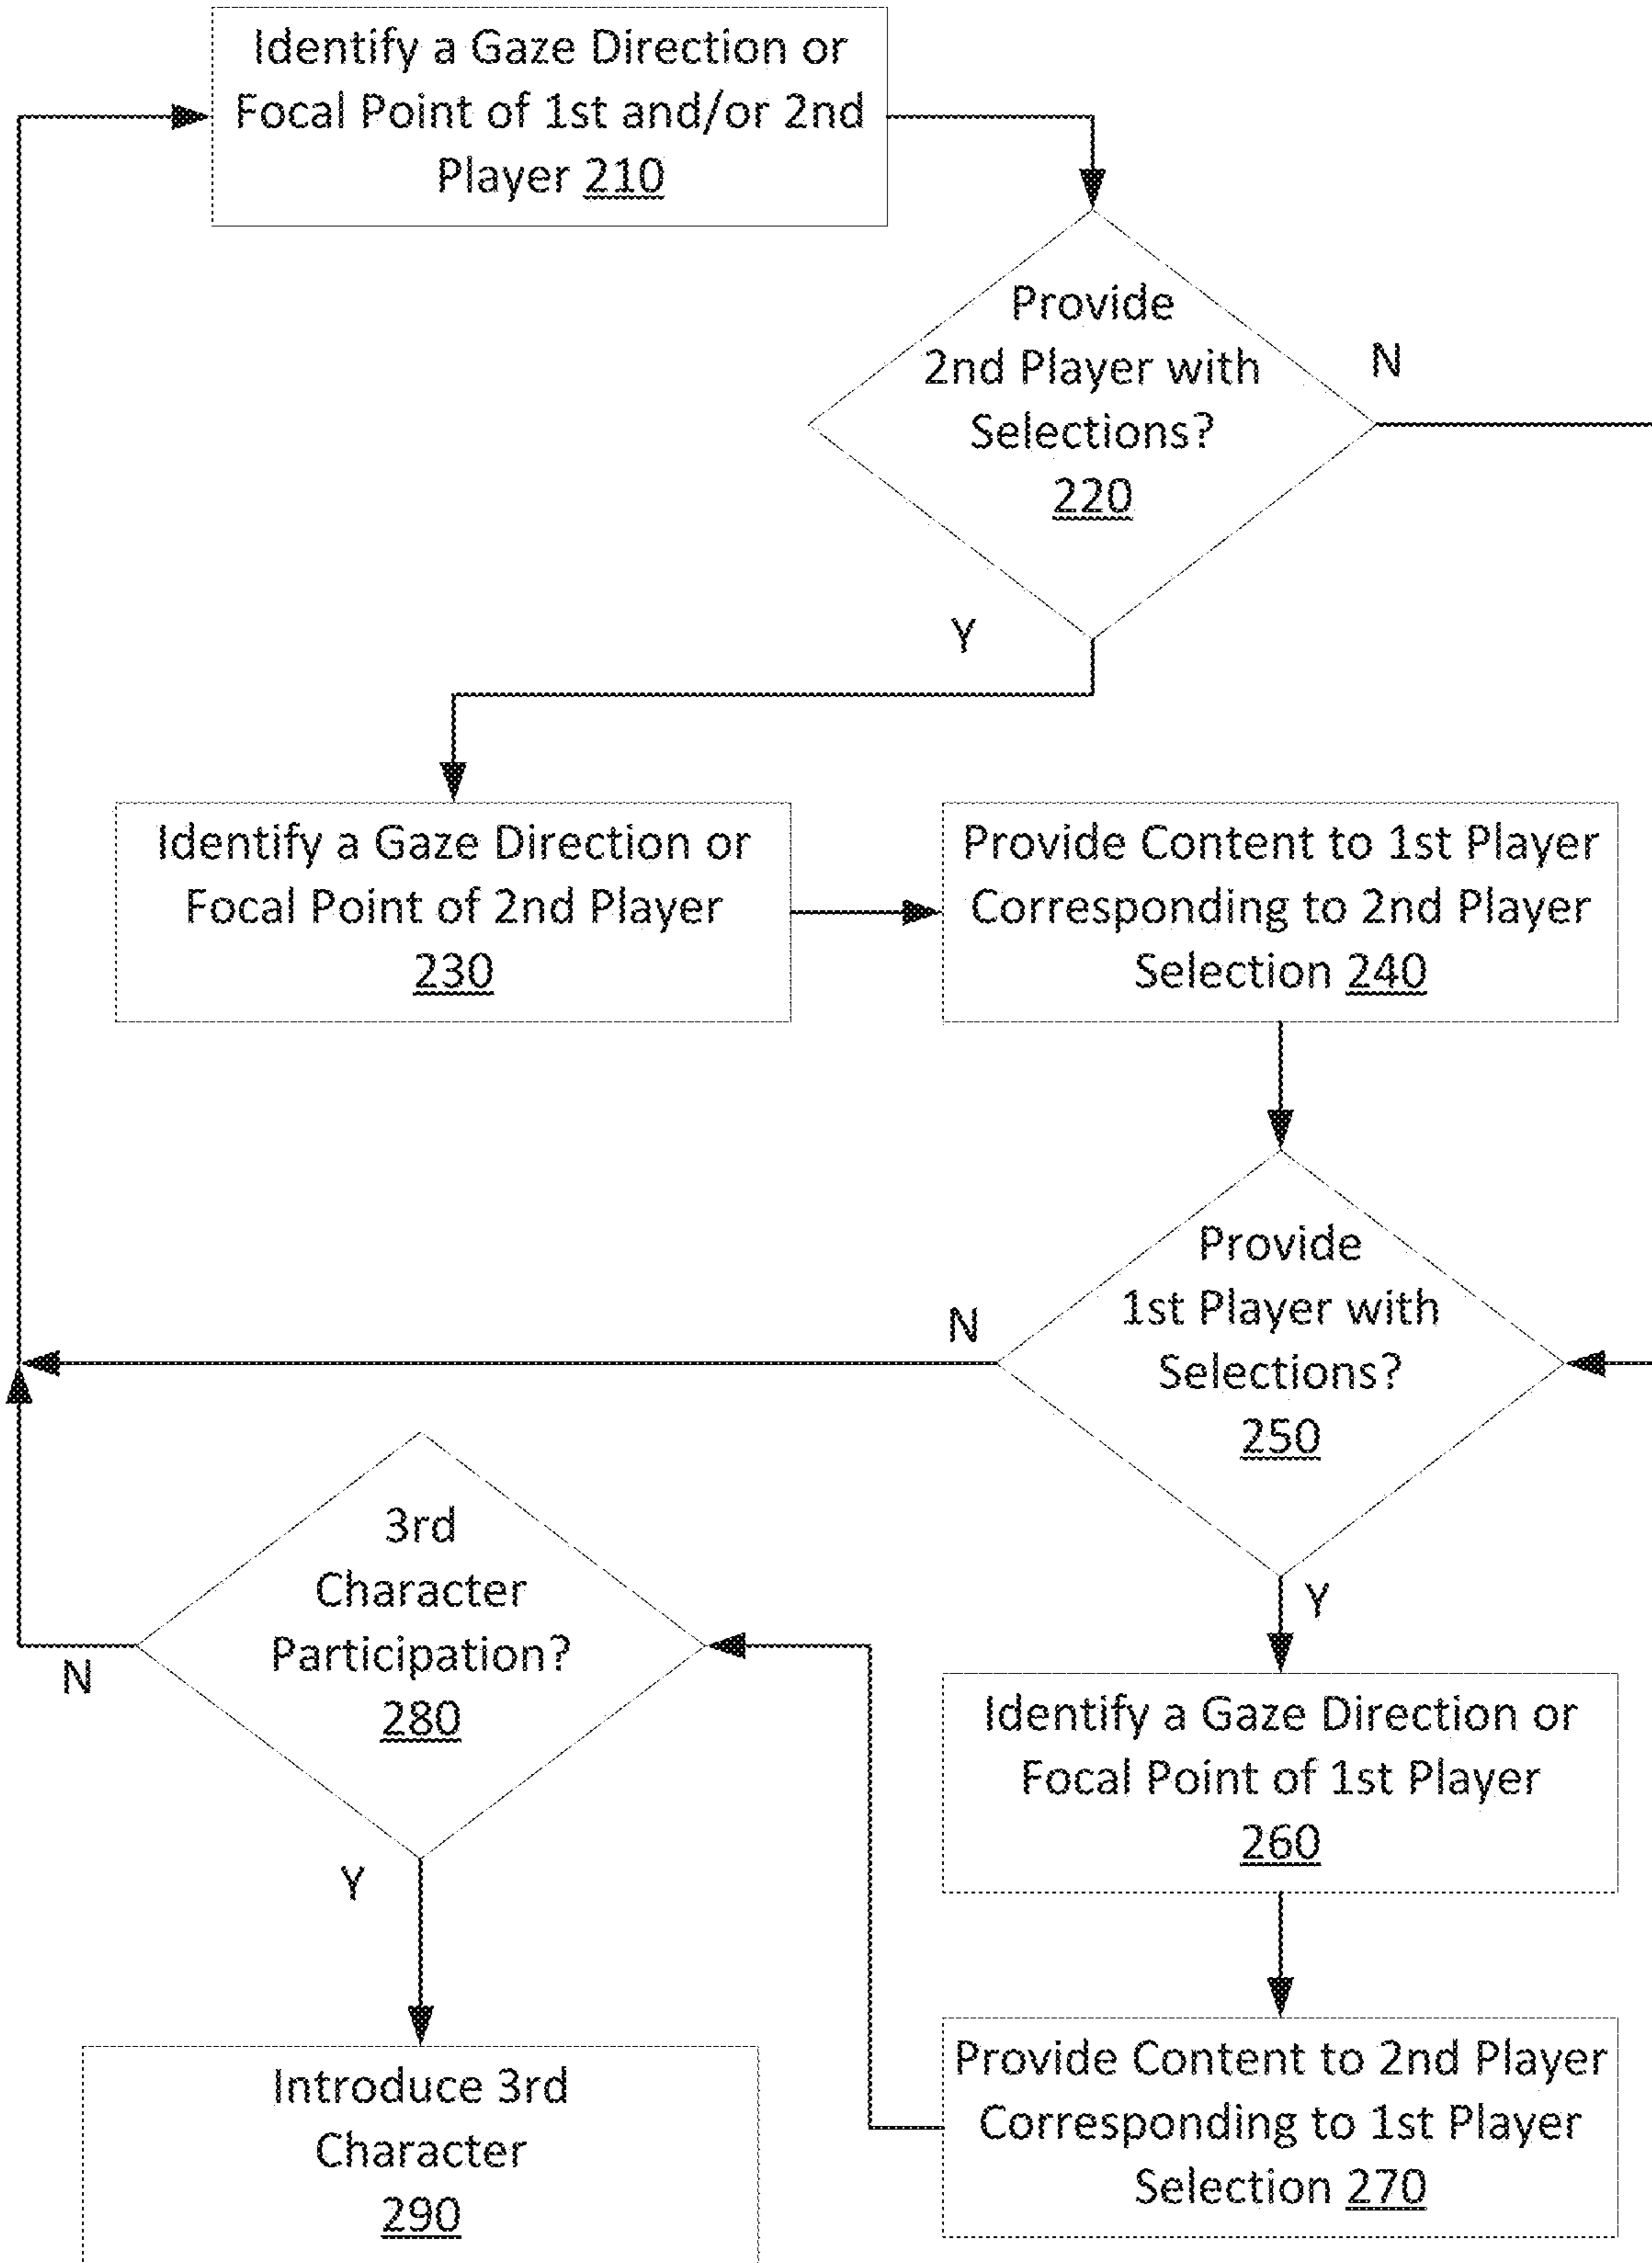 Identify a Gaze Direction or
Focal Point of 1st and/or 2nd
Player 210
Provide
2nd Player with
Selections?
220
N
Y
Identify a Gaze Direction or
Focal Point of 2nd Player
230
Provide Content to 1st Player
Corresponding to 2nd Player
Selection 240
Provide
1st Player with
Selections?
250
N
Y
3rd
Character
Participation?
280
N
Y
Identify a Gaze Direction or
Focal Point of 1st Player
260
Provide Content to 2nd Player
Corresponding to 1st Player
Selection 270
Introduce 3rd
Character
290